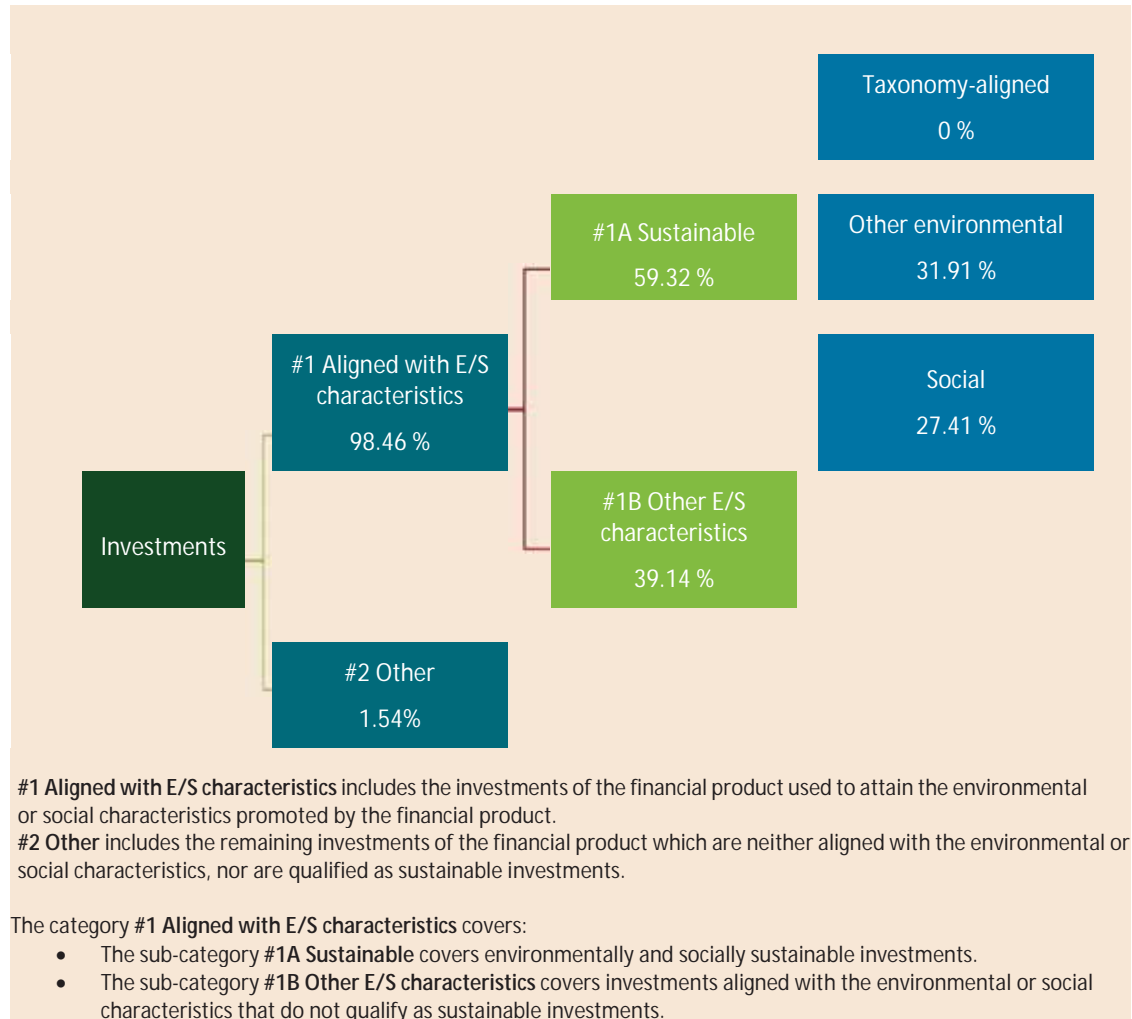 Taxonomy-aligned
0 %
#1A Sustainable
59.32 %
Other environmental
31.91 %
#1 Aligned with E/S
characteristics
98.46 %
Social
27.41 %
Investments
#1B Other E/S
characteristics
39.14 %
#2 Other
1.54%
#1 Aligned with E/S characteristics includes the investments of the financial product used to attain the environmental
or social characteristics promoted by the financial product.
#2 Other includes the remaining investments of the financial product which are neither aligned with the environmental or
social characteristics, nor are qualified as sustainable investments.
The category #1 Aligned with E/S characteristics covers:
• The sub-category #1A Sustainable covers environmentally and socially sustainable investments.
• The sub-category #1B Other E/S characteristics covers investments aligned with the environmental or social
characteristics that do not qualify as sustainable investments.